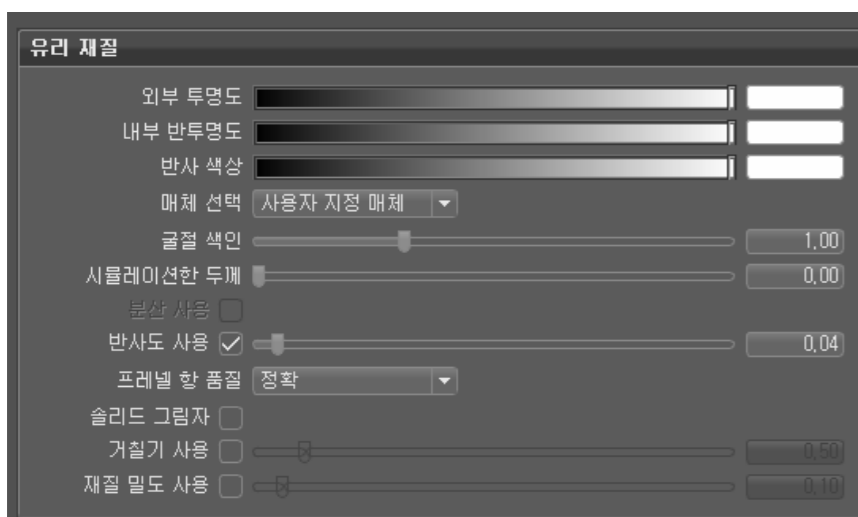 유리 재질
외부 투명도
내부 반투명도
반사 색상
매체 선택 사용자 지정 매체
굴절 색인 1,00
시뮬레이션한 두께 0,00
분산 사용
반사도 사용 0,04
프레넬 항 품질 정확
솔리드 그림자
거칠기 사용 0,50
재질 밀도 사용 0,10